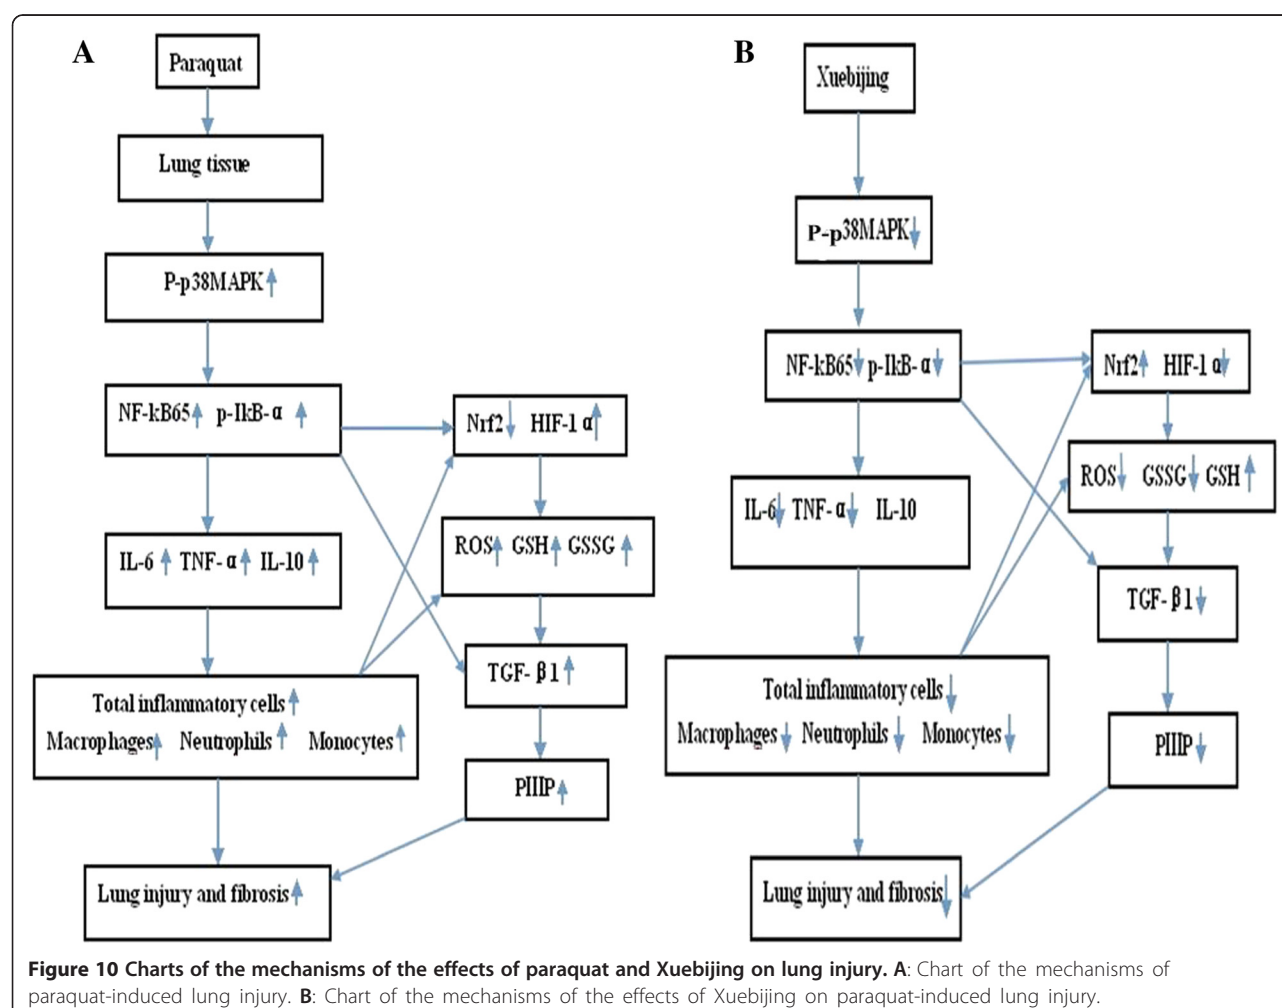 A
Paraquat
Lung tissue
P-p38MAPK↑
NF-kB65↑ p-IkB-α ↑
Nrf2↓ HIF-1 α↑
IL-6 ↑ TNF-α↑ IL-10 ↑
ROS↑ GSH↑ GSSG ↑
TGF-β1↑
Total inflammatory cells↑
Macrophages↑ Neutrophils↑ Monocytes↑
PIIIP↑
Lung injury and fibrosis↑
B
Xuebijing
P-p38MAPK↓
NF-kB65↓ p-IkB-α↓
Nrf2↑ HIF-1 α↓
ROS↓ GSSG↓ GSH↑
IL-6↓ TNF-α↓ IL-10
TGF-β1↓
Total inflammatory cells↓
Macrophages↓ Neutrophils↓ Monocytes↓
PIIIP↓
Lung injury and fibrosis↓
Figure 10 Charts of the mechanisms of the effects of paraquat and Xuebijing on lung injury. A: Chart of the mechanisms of
paraquat-induced lung injury. B: Chart of the mechanisms of the effects of Xuebijing on paraquat-induced lung injury.